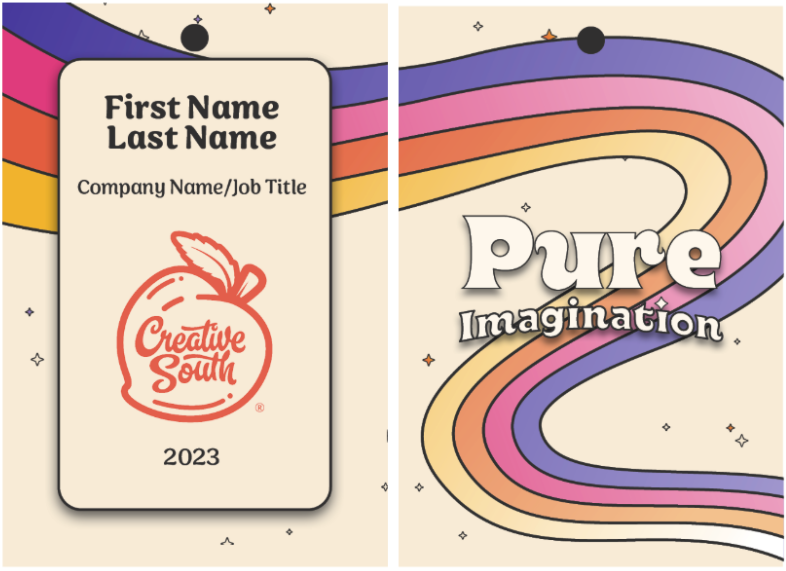 First Name
Last Name
Company Name/Job Title
Creative
South
®
2023
Pure
Imagination